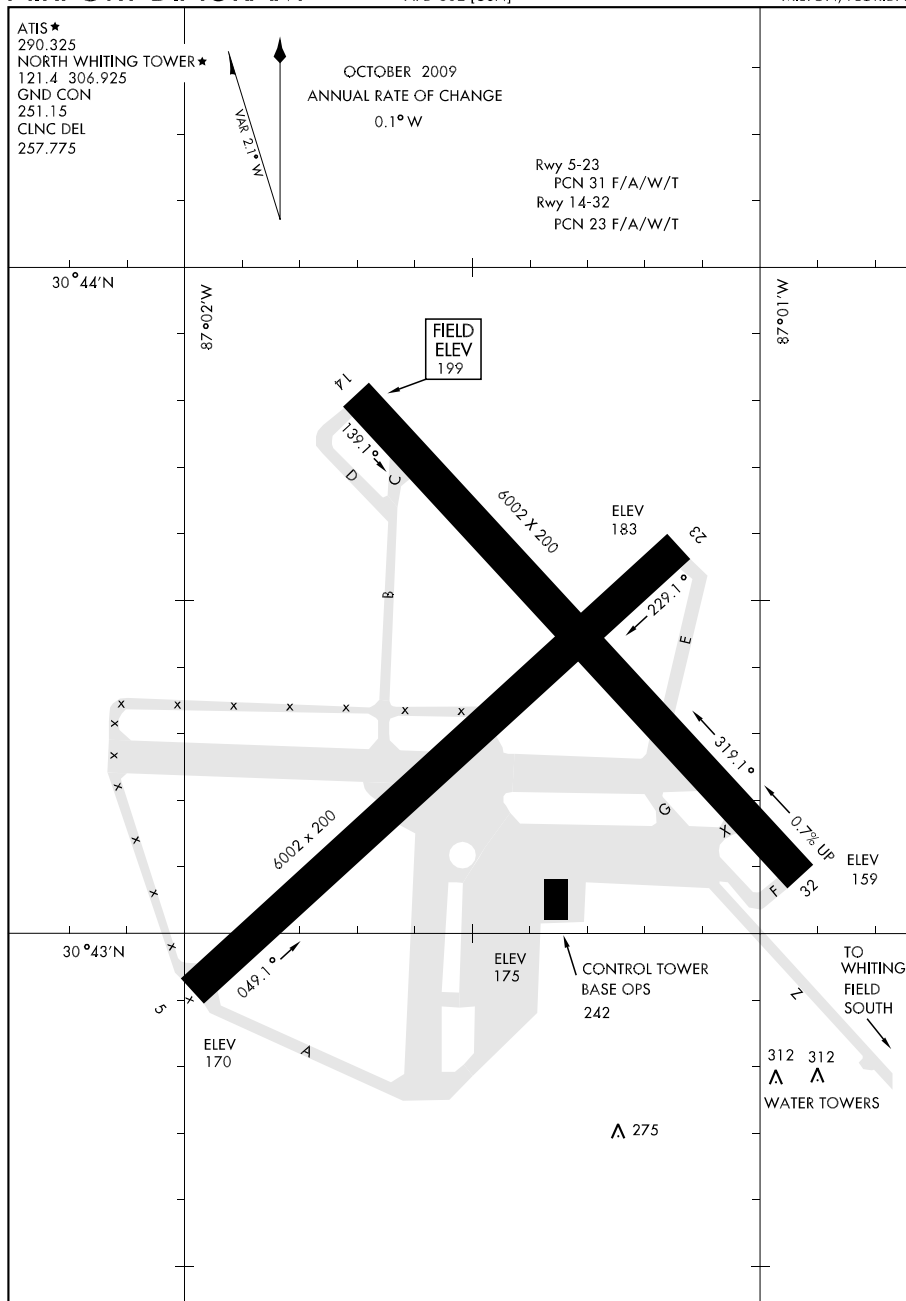 ATIS★
290.325
NORTH WHITING TOWER★
121.4 306.925
GND CON
251.15
CLNC DEL
257.775
VAR 2.1° W
OCTOBER 2009
ANNUAL RATE OF CHANGE
0.1° W
Rwy 5-23
PCN 31 F/A/W/T
Rwy 14-32
PCN 23 F/A/W/T
30°44'N
87°02'W
87°01'W
FIELD
ELEV
199
14
139.1°
D
C
6002 X 200
ELEV
183
23
229.1°
B
E
x x x x x x x
x
x
x
x
x
x
x
319.1°
G
X
0.7% UP
6002 x 200
ELEV
159
F
32
30°43'N
049.1°
5
ELEV
170
A
ELEV
175
CONTROL TOWER
BASE OPS
242
Z
TO
WHITING
FIELD
SOUTH
312 312
WATER TOWERS
275